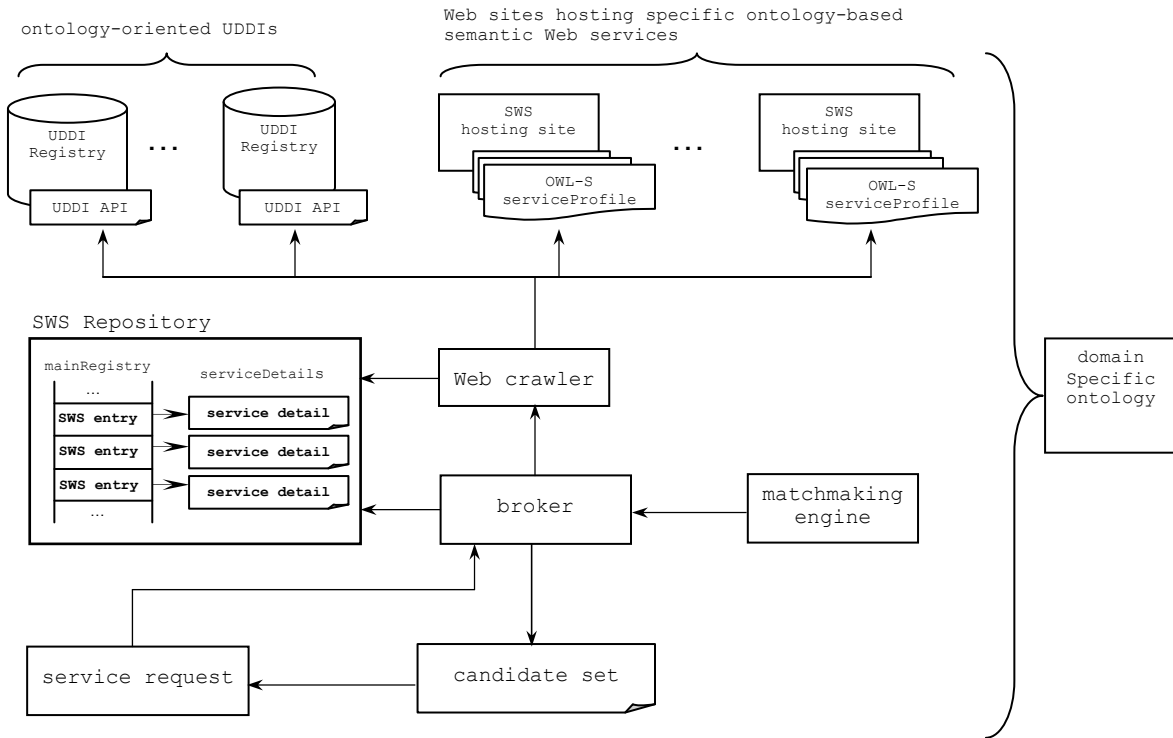 ontology-oriented UDDIs
Web sites hosting specific ontology-based
semantic Web services
UDDI
Registry
UDDI API
...
UDDI
Registry
UDDI API
SWS
hosting site
OWL-S
serviceProfile
...
SWS
hosting site
OWL-S
serviceProfile
SWS Repository
mainRegistry
serviceDetails
...
SWS entry
service detail
SWS entry
service detail
SWS entry
service detail
...
Web crawler
domain
Specific
ontology
broker
matchmaking
engine
service request
candidate set